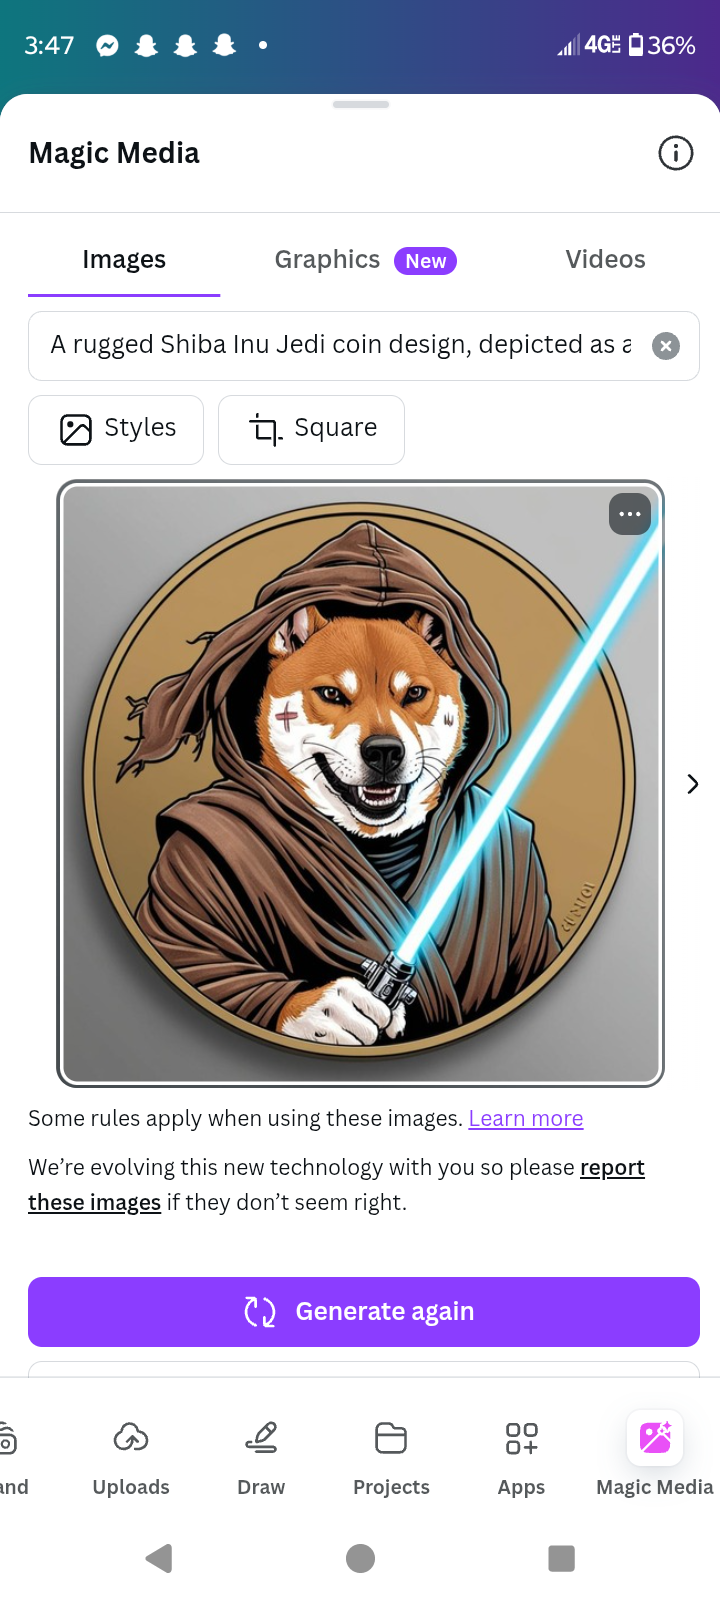 3:47 4G LTE 36%
Magic Media
Images Graphics New Videos
A rugged Shiba Inu Jedi coin design, depicted as a
Styles Square
Some rules apply when using these images. Learn more
We’re evolving this new technology with you so please report
these images if they don’t seem right.
Generate again
and Uploads Draw Projects Apps Magic Media